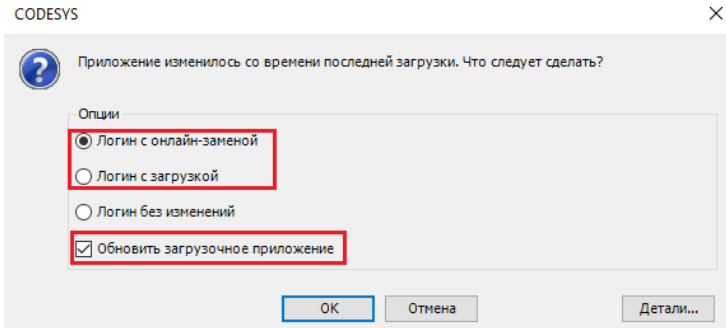 CODESYS
Приложение изменилось со времени последней загрузки. Что следует сделать?
Опции
Логин с онлайн-заменой
Логин с загрузкой
Логин без изменений
Обновить загрузочное приложение
OK Отмена Детали...